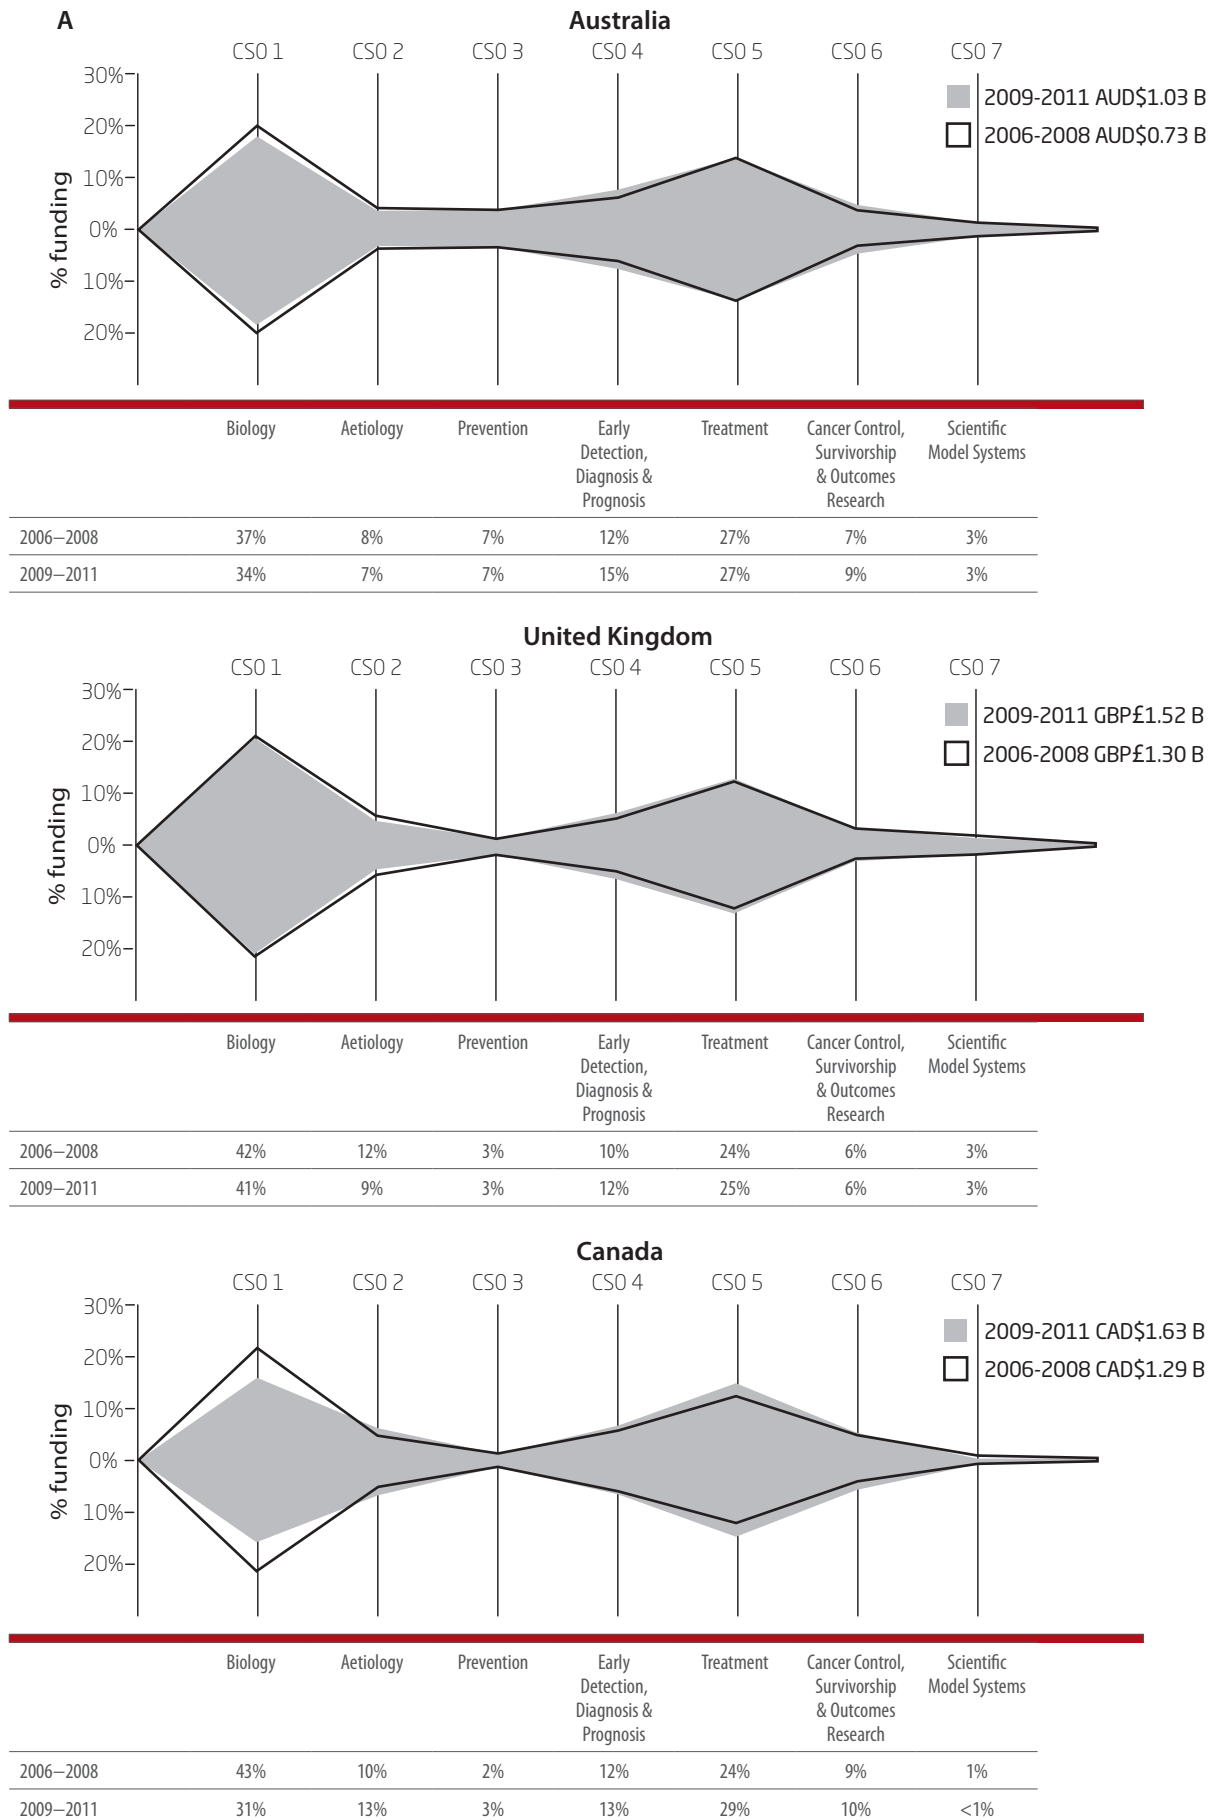 A
Australia
CSO 1 CSO 2 CSO 3 CSO 4 CSO 5 CSO 6 CSO 7
30%
20%
10%
0%
10%
20%
% funding
2009-2011 AUD$1.03 B
2006-2008 AUD$0.73 B
Biology Aetiology Prevention Early Treatment Cancer Control, Scientific
Detection, Survivorship Model Systems
Diagnosis & & Outcomes
Prognosis Research
2006–2008 37% 8% 7% 12% 27% 7% 3%
2009–2011 34% 7% 7% 15% 27% 9% 3%
United Kingdom
CSO 1 CSO 2 CSO 3 CSO 4 CSO 5 CSO 6 CSO 7
30%
20%
10%
0%
10%
20%
% funding
2009-2011 GBP£1.52 B
2006-2008 GBP£1.30 B
Biology Aetiology Prevention Early Treatment Cancer Control, Scientific
Detection, Survivorship Model Systems
Diagnosis & & Outcomes
Prognosis Research
2006–2008 42% 12% 3% 10% 24% 6% 3%
2009–2011 41% 9% 3% 12% 25% 6% 3%
Canada
CSO 1 CSO 2 CSO 3 CSO 4 CSO 5 CSO 6 CSO 7
30%
20%
10%
0%
10%
20%
% funding
2009-2011 CAD$1.63 B
2006-2008 CAD$1.29 B
Biology Aetiology Prevention Early Treatment Cancer Control, Scientific
Detection, Survivorship Model Systems
Diagnosis & & Outcomes
Prognosis Research
2006–2008 43% 10% 2% 12% 24% 9% 1%
2009–2011 31% 13% 3% 13% 29% 10% <1%